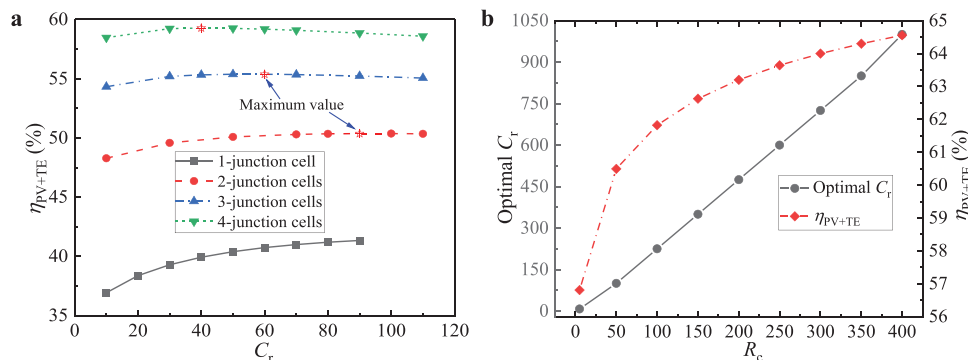 a
60
55
50
45
40
35
η_PV+TE (%)
Maximum value
1-junction cell
2-junction cells
3-junction cells
4-junction cells
0 20 40 60 80 100 120
C_r
b
1050
900
750
600
450
300
150
0
Optimal C_r
Optimal C_r
η_PV+TE
65
64
63
62
61
60
59
58
57
56
η_PV+TE (%)
0 50 100 150 200 250 300 350 400
R_c